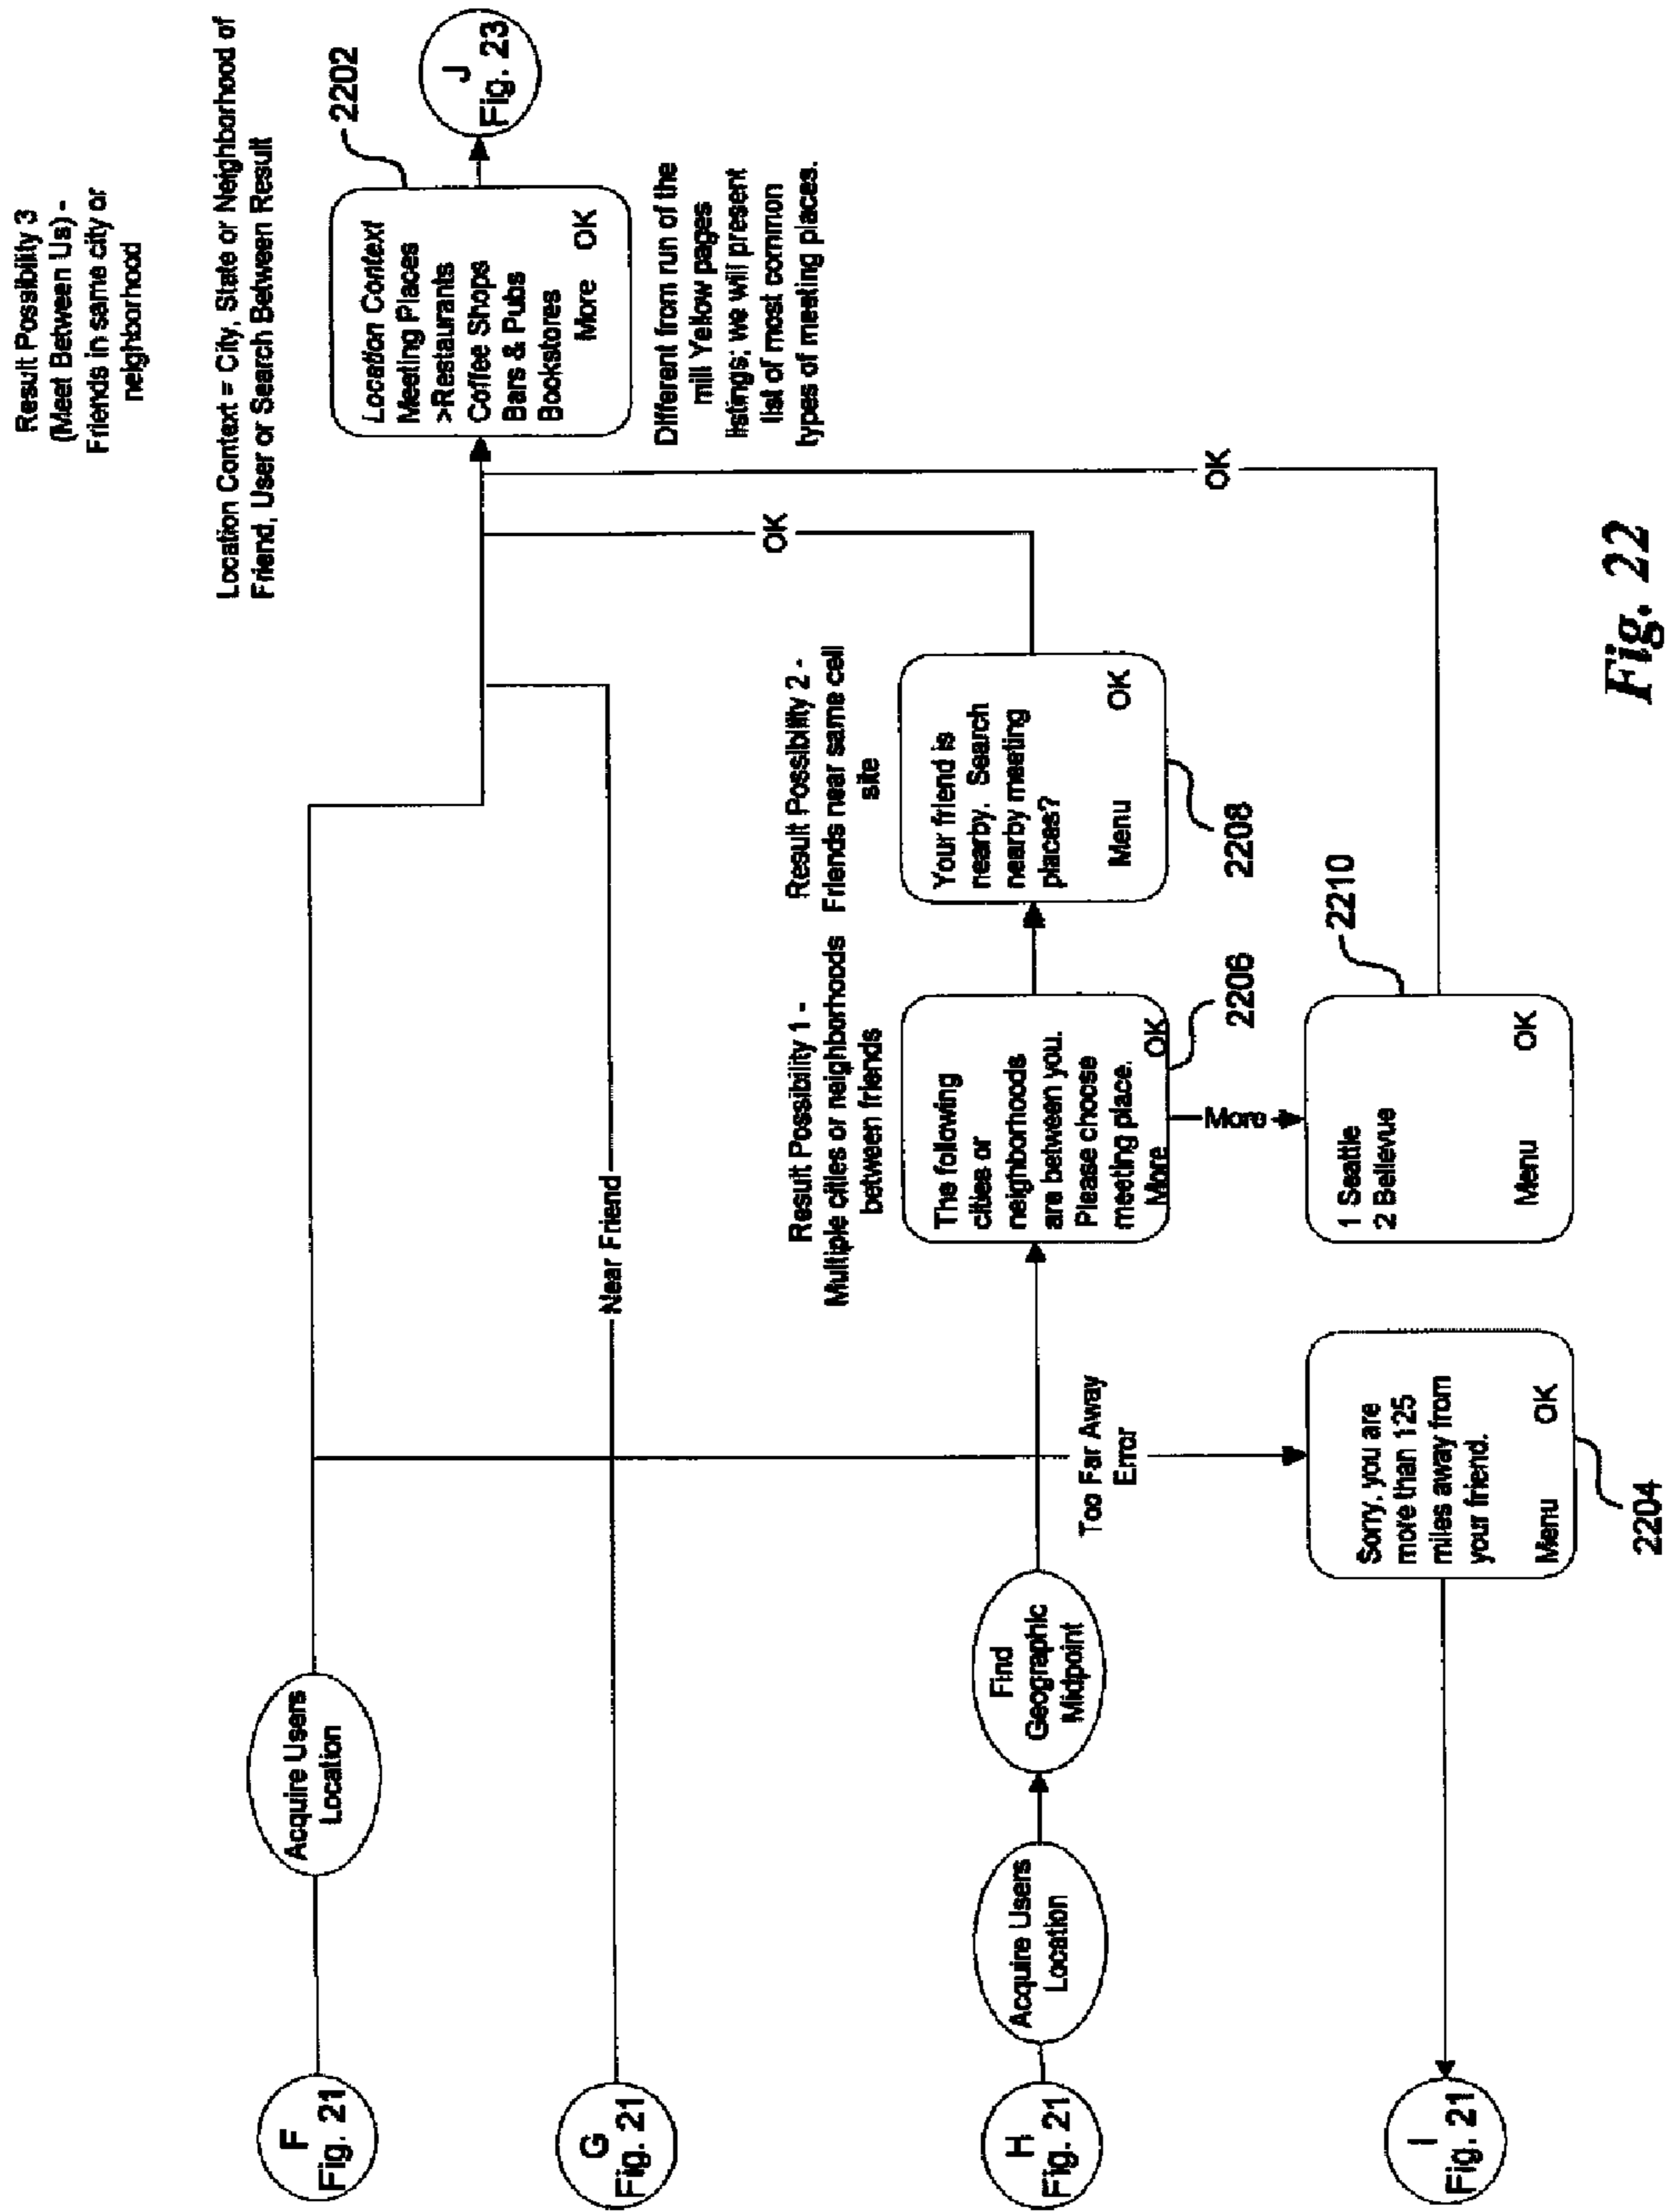 Result Possibility 3
(Meet Between Us) -
Friends in same city or
neighborhood
Location Context = City, State or Neighborhood of
Friend, User or Search Between Result
F
Fig. 21
Acquire Users
Location
Location Context
Meeting Places
>Restaurants
Coffee Shops
Bars & Pubs
Bookstores
More OK
2202
J
Fig. 23
Different from run of the
mill Yellow pages
listings; we will present
list of most common
types of meeting places.
G
Fig. 21
Near Friend
OK
OK
Result Possibility 1 -
Multiple cities or neighborhoods
between friends
Result Possibility 2 -
Friends near same cell
site
H
Fig. 21
Acquire Users
Location
Find
Geographic
Midpoint
The following
cities or
neighborhoods
are between you.
Please choose
meeting place.
More OK
2206
Your friend is
nearby. Search
nearby meeting
places?
Menu OK
2208
Too Far Away
Error
More
I
Fig. 21
Sorry, you are
more than 125
miles away from
your friend.
Menu OK
2204
1 Seattle
2 Bellevue
Menu OK
2210
Fig. 22